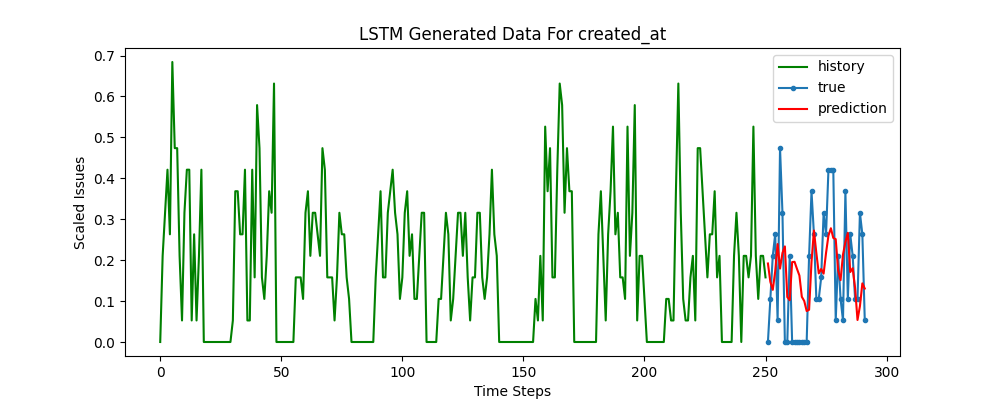 LSTM Generated Data For created_at
history
true
prediction
Scaled Issues
0.7
0.6
0.5
0.4
0.3
0.2
0.1
0.0
0 50 100 150 200 250 300
Time Steps